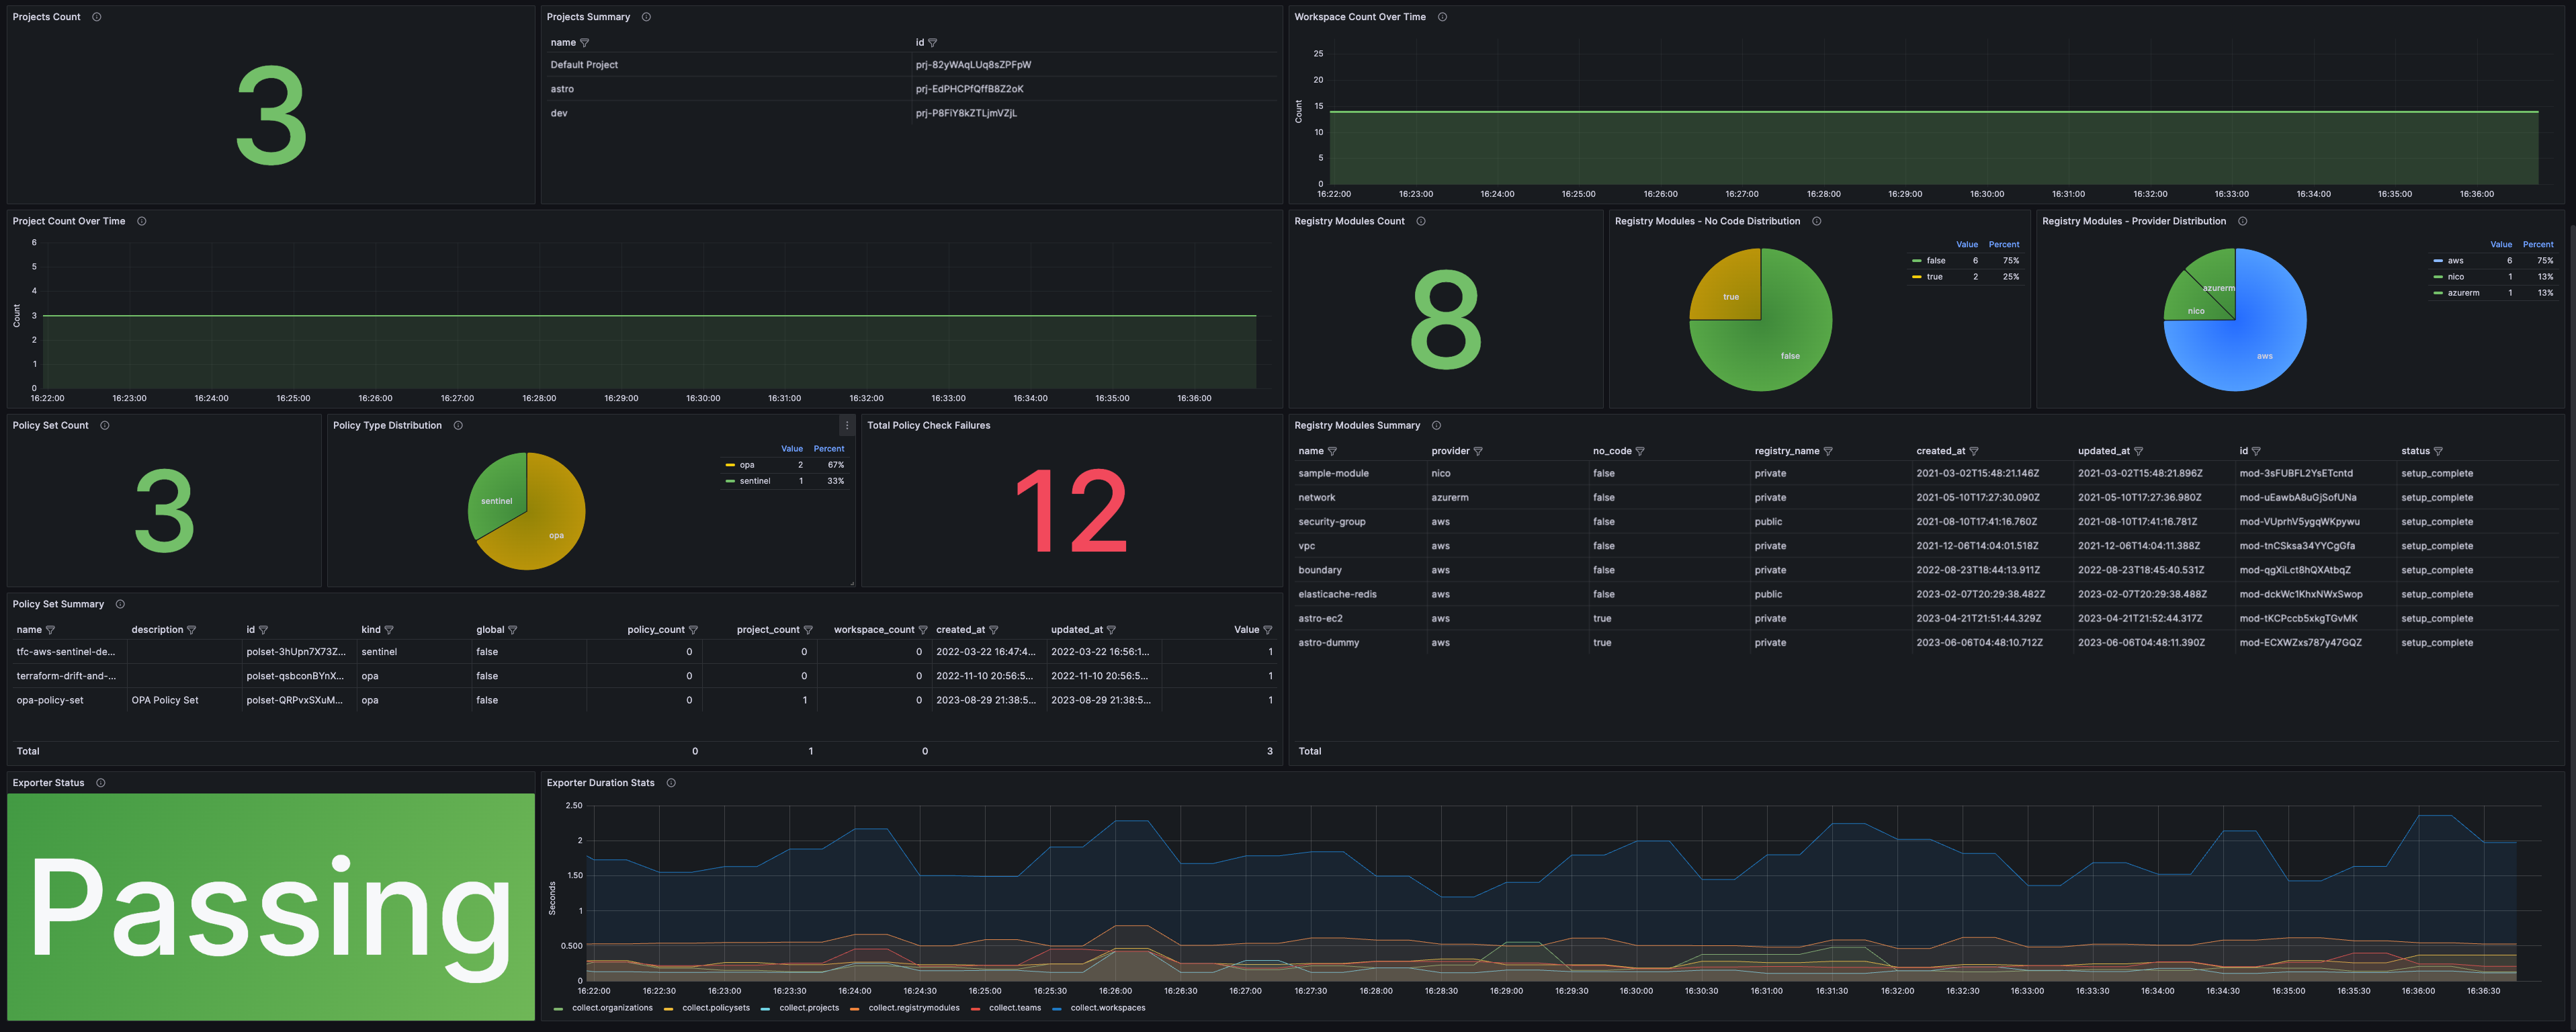 Projects Count
3
Projects Summary
name id
Default Project prj-82yWAqLUq8sZPFpW
astro prj-EdPHCPfQffB8Z2oK
dev prj-P8FiY8kZTLjmVZjL
Workspace Count Over Time
Count
25
20
15
10
5
0
16:22:00 16:23:00 16:24:00 16:25:00 16:26:00 16:27:00 16:28:00 16:29:00 16:30:00 16:31:00 16:32:00 16:33:00 16:34:00 16:35:00 16:36:00
Project Count Over Time
Count
6
5
4
3
2
1
0
16:22:00 16:23:00 16:24:00 16:25:00 16:26:00 16:27:00 16:28:00 16:29:00 16:30:00 16:31:00 16:32:00 16:33:00 16:34:00 16:35:00 16:36:00
Registry Modules Count
8
Registry Modules - No Code Distribution
true
false
Value Percent
false 6 75%
true 2 25%
Registry Modules - Provider Distribution
azurerm
nico
aws
Value Percent
aws 6 75%
nico 1 13%
azurerm 1 13%
Policy Set Count
3
Policy Type Distribution
sentinel
opa
Value Percent
opa 2 67%
sentinel 1 33%
Total Policy Check Failures
12
Registry Modules Summary
name provider no_code registry_name created_at updated_at id status
sample-module nico false private 2021-03-02T15:48:21.146Z 2021-03-02T15:48:21.896Z mod-3sFUBFL2YsETcntd setup_complete
network azurerm false private 2021-05-10T17:27:30.090Z 2021-05-10T17:27:36.980Z mod-uEawbA8uGjSofUNa setup_complete
security-group aws false public 2021-08-10T17:41:16.760Z 2021-08-10T17:41:16.781Z mod-VUprhV5ygqWKpywu setup_complete
vpc aws false private 2021-12-06T14:04:01.518Z 2021-12-06T14:04:11.388Z mod-tnCSksa34YYCgGfa setup_complete
boundary aws false private 2022-08-23T18:44:13.911Z 2022-08-23T18:45:40.531Z mod-qgXiLct8hQXAtbqZ setup_complete
elasticache-redis aws false public 2023-02-07T20:29:38.482Z 2023-02-07T20:29:38.488Z mod-dckWc1KhxNWxSwop setup_complete
astro-ec2 aws true private 2023-04-21T21:51:44.329Z 2023-04-21T21:52:44.317Z mod-tKCPccb5xkgTGvMK setup_complete
astro-dummy aws true private 2023-06-06T04:48:10.712Z 2023-06-06T04:48:11.390Z mod-ECXWZxs787y47GQZ setup_complete
Total
Policy Set Summary
name description id kind global policy_count project_count workspace_count created_at updated_at Value
tfc-aws-sentinel-de... polset-3hUpn7X73Z... sentinel false 0 0 0 2022-03-22 16:47:4... 2022-03-22 16:56:1... 1
terraform-drift-and-... polset-qsbconBYnX... opa false 0 0 0 2022-11-10 20:56:5... 2022-11-10 20:56:5... 1
opa-policy-set OPA Policy Set polset-QRPvxSXuM... opa false 0 1 0 2023-08-29 21:38:5... 2023-08-29 21:38:5... 1
Total 0 1 0 3
Exporter Status
Passing
Exporter Duration Stats
Seconds
2.50
2
1.50
1
0.500
0
16:22:00 16:22:30 16:23:00 16:23:30 16:24:00 16:24:30 16:25:00 16:25:30 16:26:00 16:26:30 16:27:00 16:27:30 16:28:00 16:28:30 16:29:00 16:29:30 16:30:00 16:30:30 16:31:00 16:31:30 16:32:00 16:32:30 16:33:00 16:33:30 16:34:00 16:34:30 16:35:00 16:35:30 16:36:00 16:36:30
collect.organizations collect.policysets collect.projects collect.registrymodules collect.teams collect.workspaces